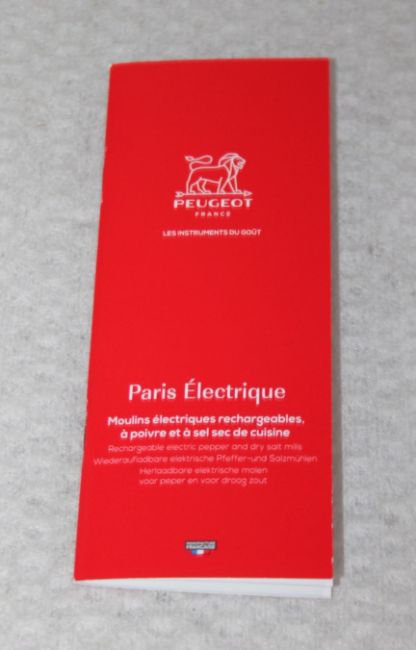 PEUGEOT
FRANCE
LES INSTRUMENTS DU GOÛT
Paris Électrique
Moulins électriques rechargeables,
à poivre et à sel sec de cuisine
Rechargeable electric pepper and dry salt mills
Wiederaufladbare elektrische Pfeffer-und Salzmühlen
Herlaadbare elektrische molen
voor peper en voor droog zout